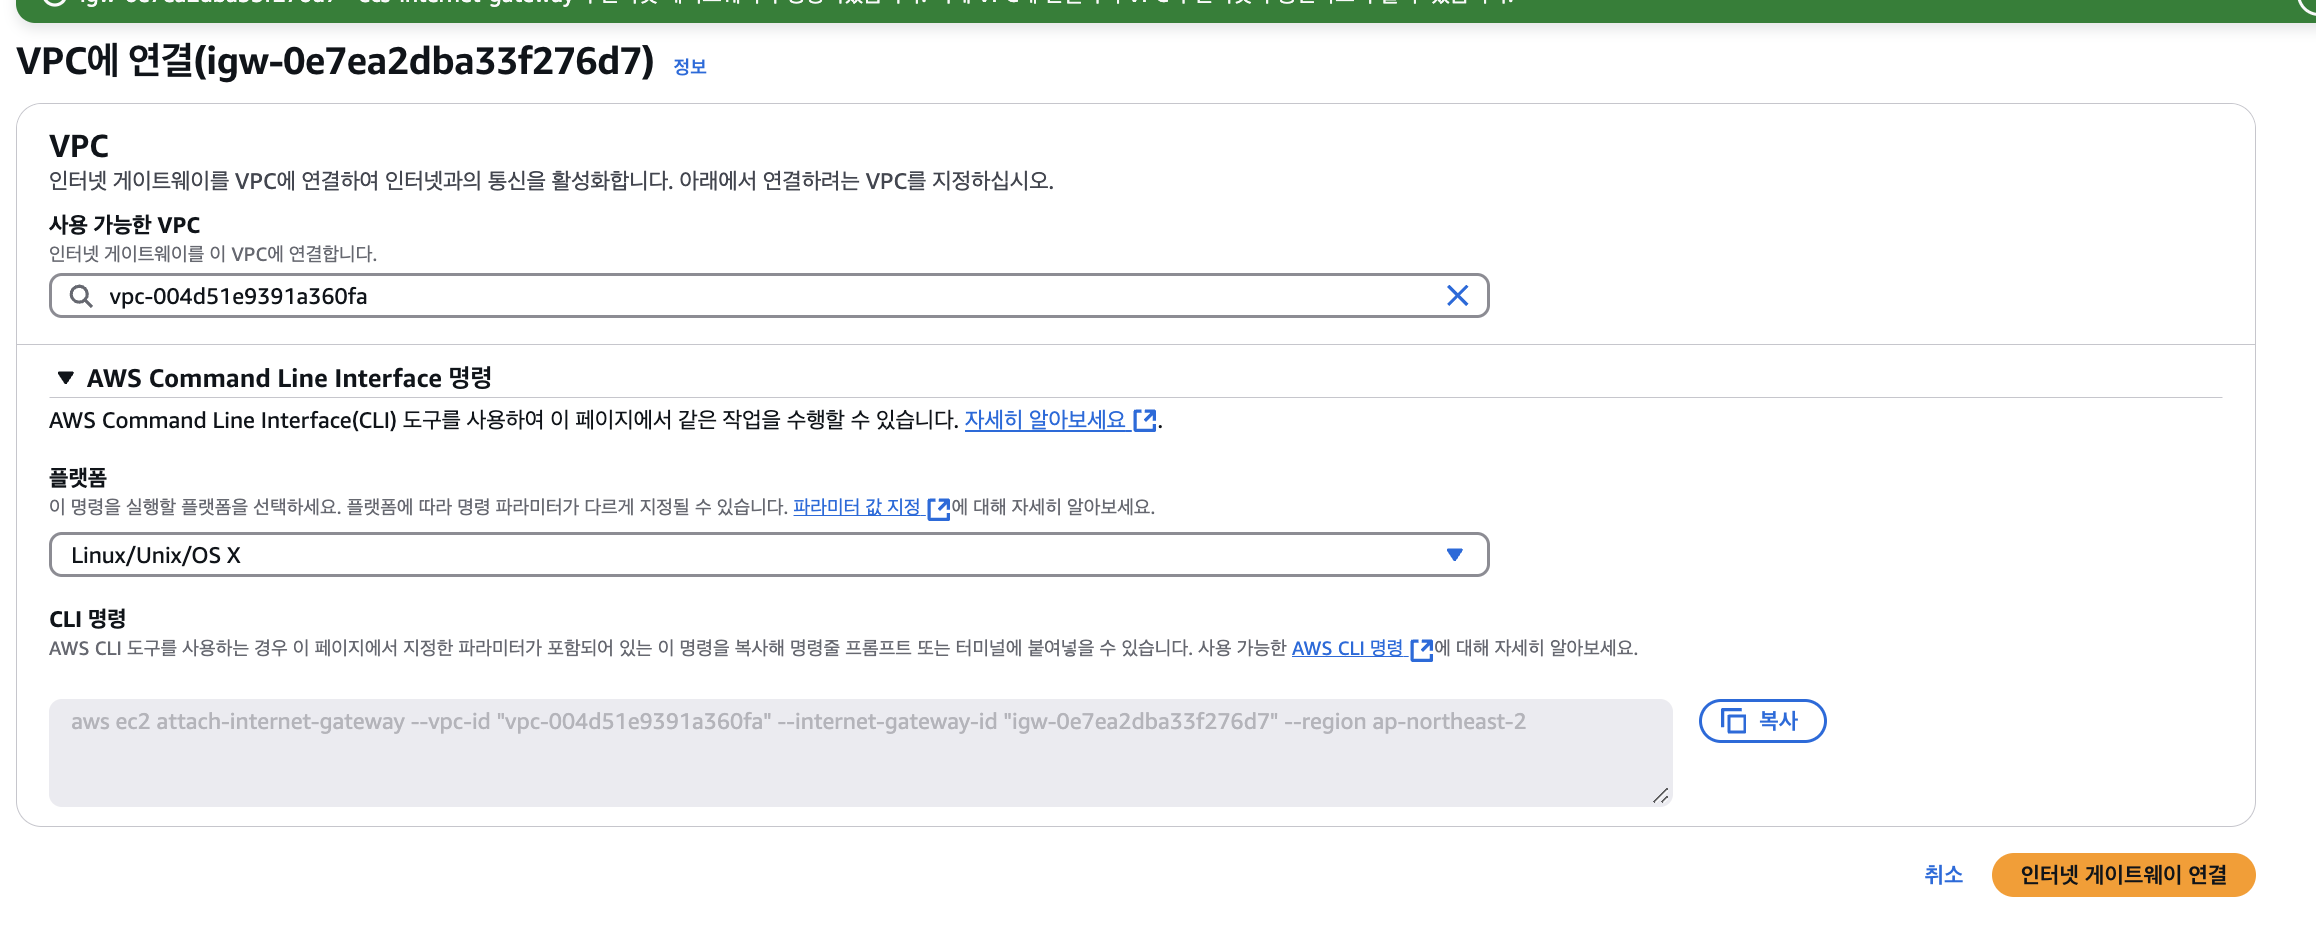 VPC에 연결(igw-0e7ea2dba33f276d7) 정보
VPC
인터넷 게이트웨이를 VPC에 연결하여 인터넷과의 통신을 활성화합니다. 아래에서 연결하려는 VPC를 지정하십시오.
사용 가능한 VPC
인터넷 게이트웨이를 이 VPC에 연결합니다.
vpc-004d51e9391a360fa
AWS Command Line Interface 명령
AWS Command Line Interface(CLI) 도구를 사용하여 이 페이지에서 같은 작업을 수행할 수 있습니다. 자세히 알아보세요.
플랫폼
이 명령을 실행할 플랫폼을 선택하세요. 플랫폼에 따라 명령 파라미터가 다르게 지정될 수 있습니다. 파라미터 값 지정에 대해 자세히 알아보세요.
Linux/Unix/OS X
CLI 명령
AWS CLI 도구를 사용하는 경우 이 페이지에서 지정한 파라미터가 포함되어 있는 이 명령을 복사해 명령줄 프롬프트 또는 터미널에 붙여넣을 수 있습니다. 사용 가능한 AWS CLI 명령에 대해 자세히 알아보세요.
aws ec2 attach-internet-gateway --vpc-id "vpc-004d51e9391a360fa" --internet-gateway-id "igw-0e7ea2dba33f276d7" --region ap-northeast-2
복사
취소
인터넷 게이트웨이 연결